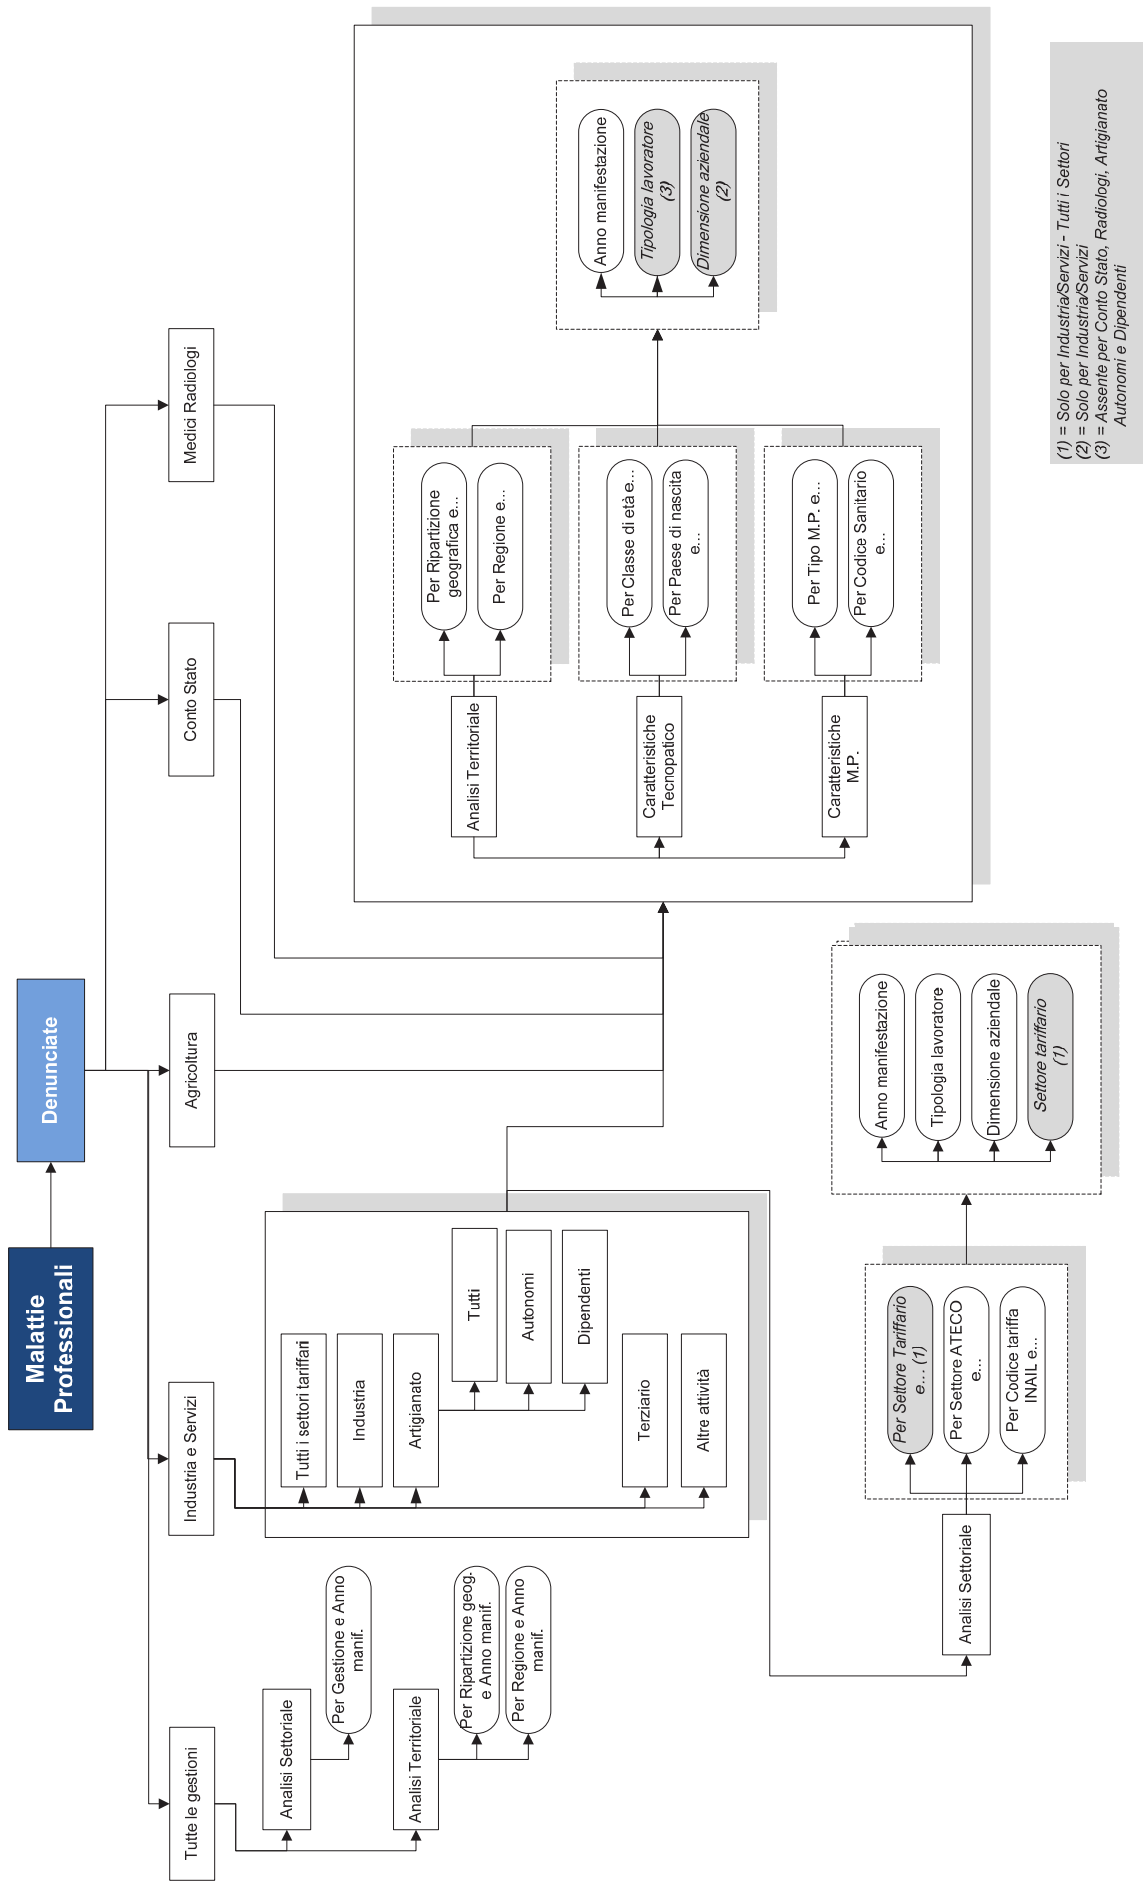 Malattie
Professionali
Denunciate
Tutte le gestioni
Industria e Servizi
Agricoltura
Conto Stato
Medici Radiologi
Analisi Settoriale
Per Gestione e Anno
manif.
Analisi Territoriale
Per Ripartizione geog.
e Anno manif.
Per Regione e Anno
manif.
Tutti i settori tariffari
Industria
Artigianato
Tutti
Autonomi
Dipendenti
Terziario
Altre attività
Analisi Settoriale
Per Settore Tariffario
e... (1)
Per Settore ATECO
e...
Per Codice tariffa
INAIL e...
Anno manifestazione
Tipologia lavoratore
Dimensione aziendale
Settore tariffario
(1)
Analisi Territoriale
Per Ripartizione
geografica e...
Per Regione e...
Caratteristiche
Tecnopatico
Per Classe di età e...
Per Paese di nascita
e...
Caratteristiche
M.P.
Per Tipo M.P. e...
Per Codice Sanitario
e...
Anno manifestazione
Tipologia lavoratore
(3)
Dimensione aziendale
(2)
(1) = Solo per Industria/Servizi - Tutti i Settori
(2) = Solo per Industria/Servizi
(3) = Assente per Conto Stato, Radiologi, Artigianato
Autonomi e Dipendenti